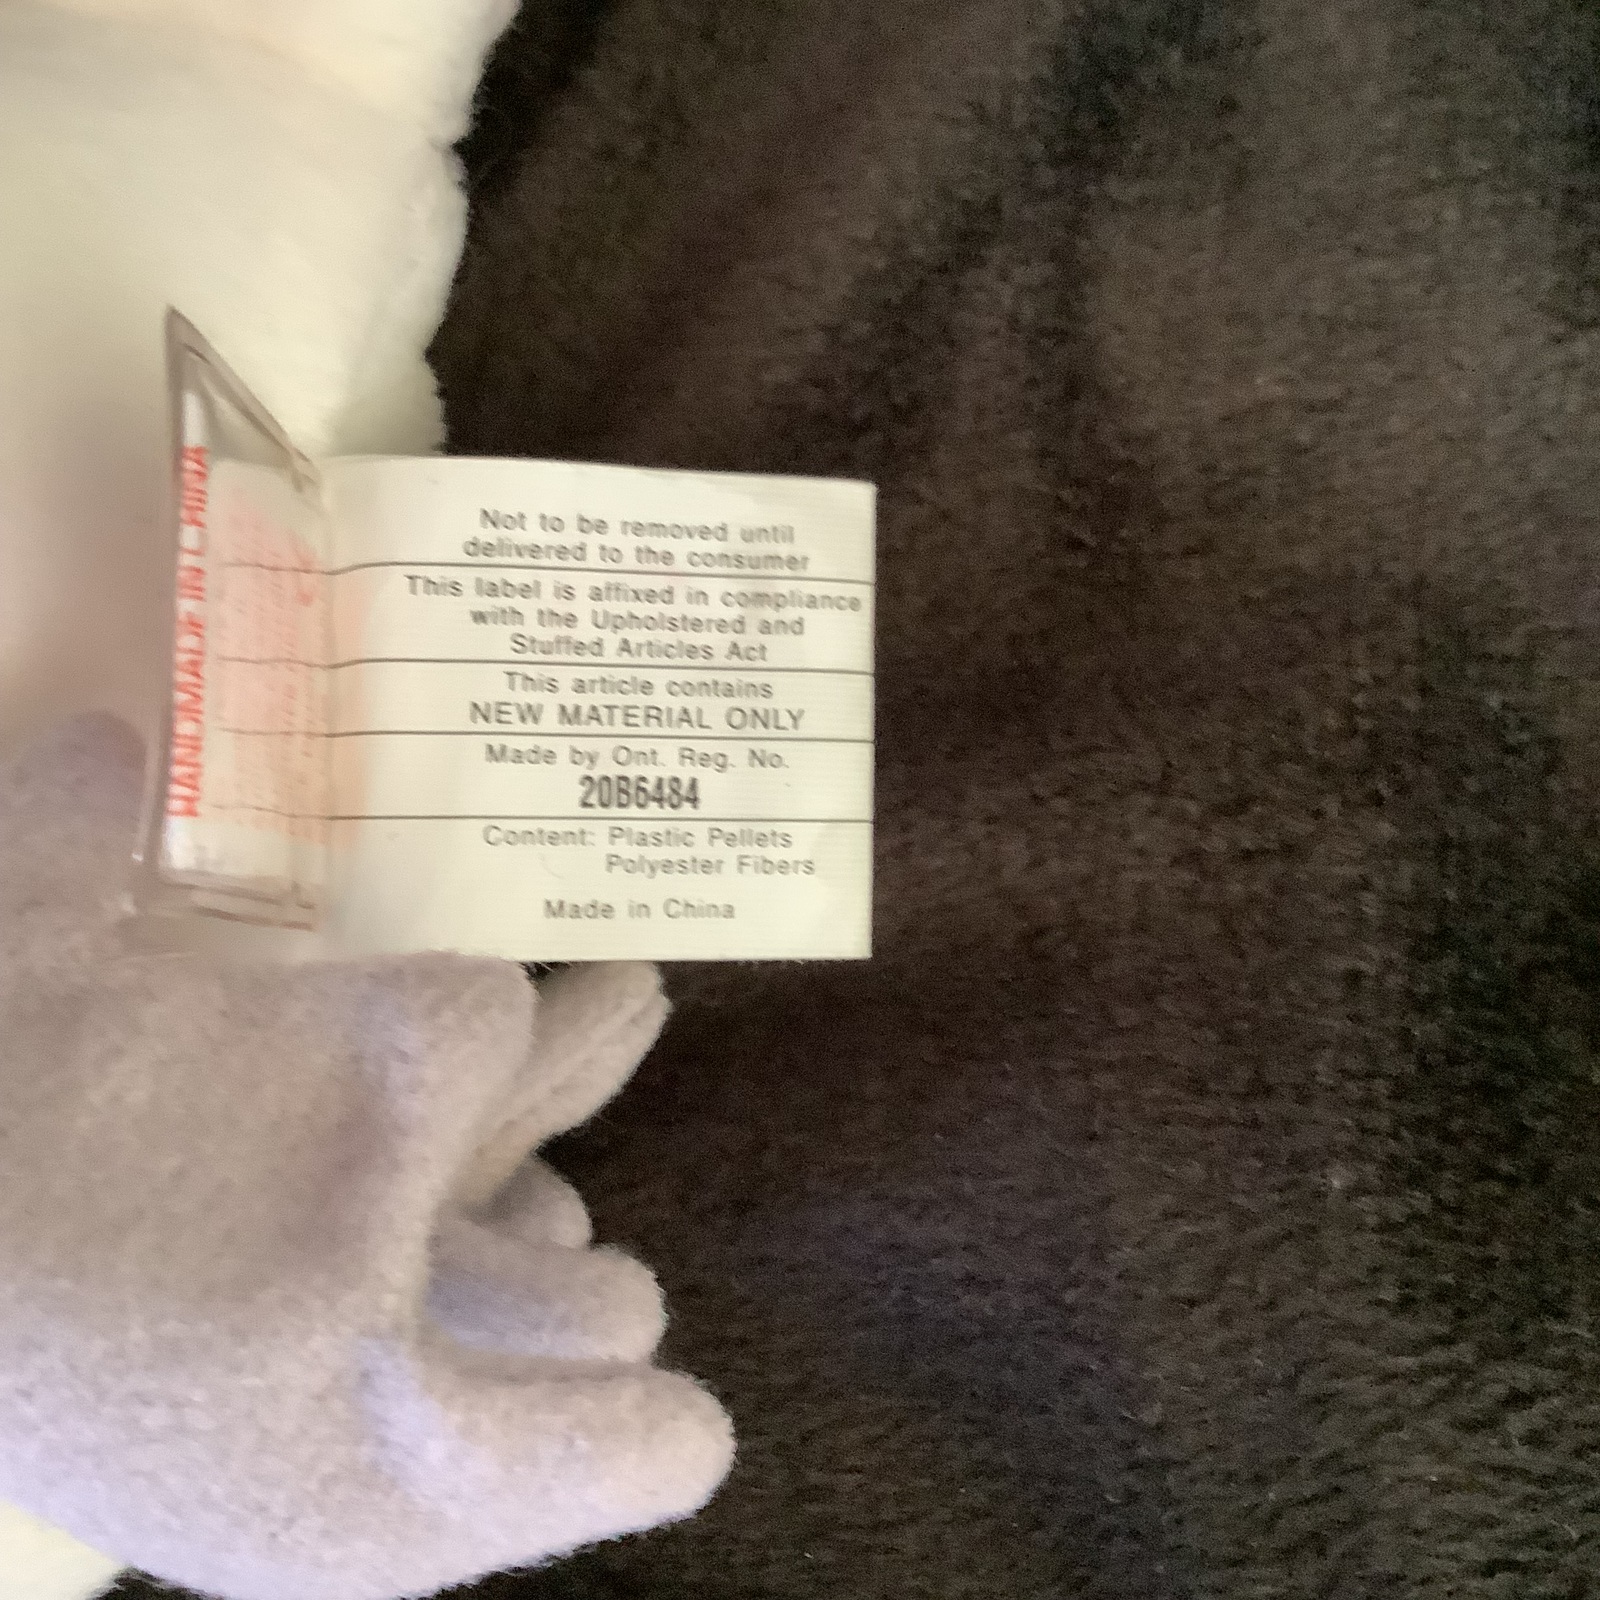 HANDMADE IN CHINA
Not to be removed until
delivered to the consumer
This label is affixed in compliance
with the Upholstered and
Stuffed Articles Act
This article contains
NEW MATERIAL ONLY
Made by Ont. Reg. No.
20B6484
Content: Plastic Pellets
Polyester Fibers
Made in China